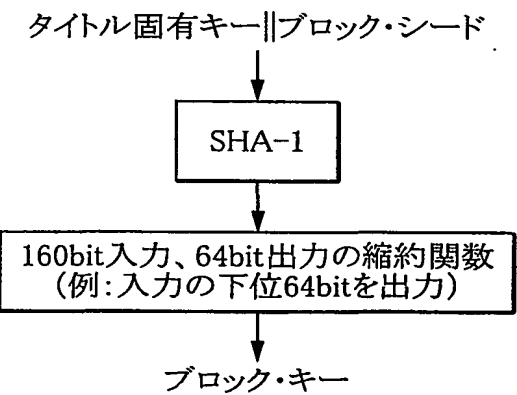 タイトル固有キー||ブロック・シード
SHA-1
160bit入力、64bit出力の縮約関数
(例:入力の下位64bitを出力)
ブロック・キー